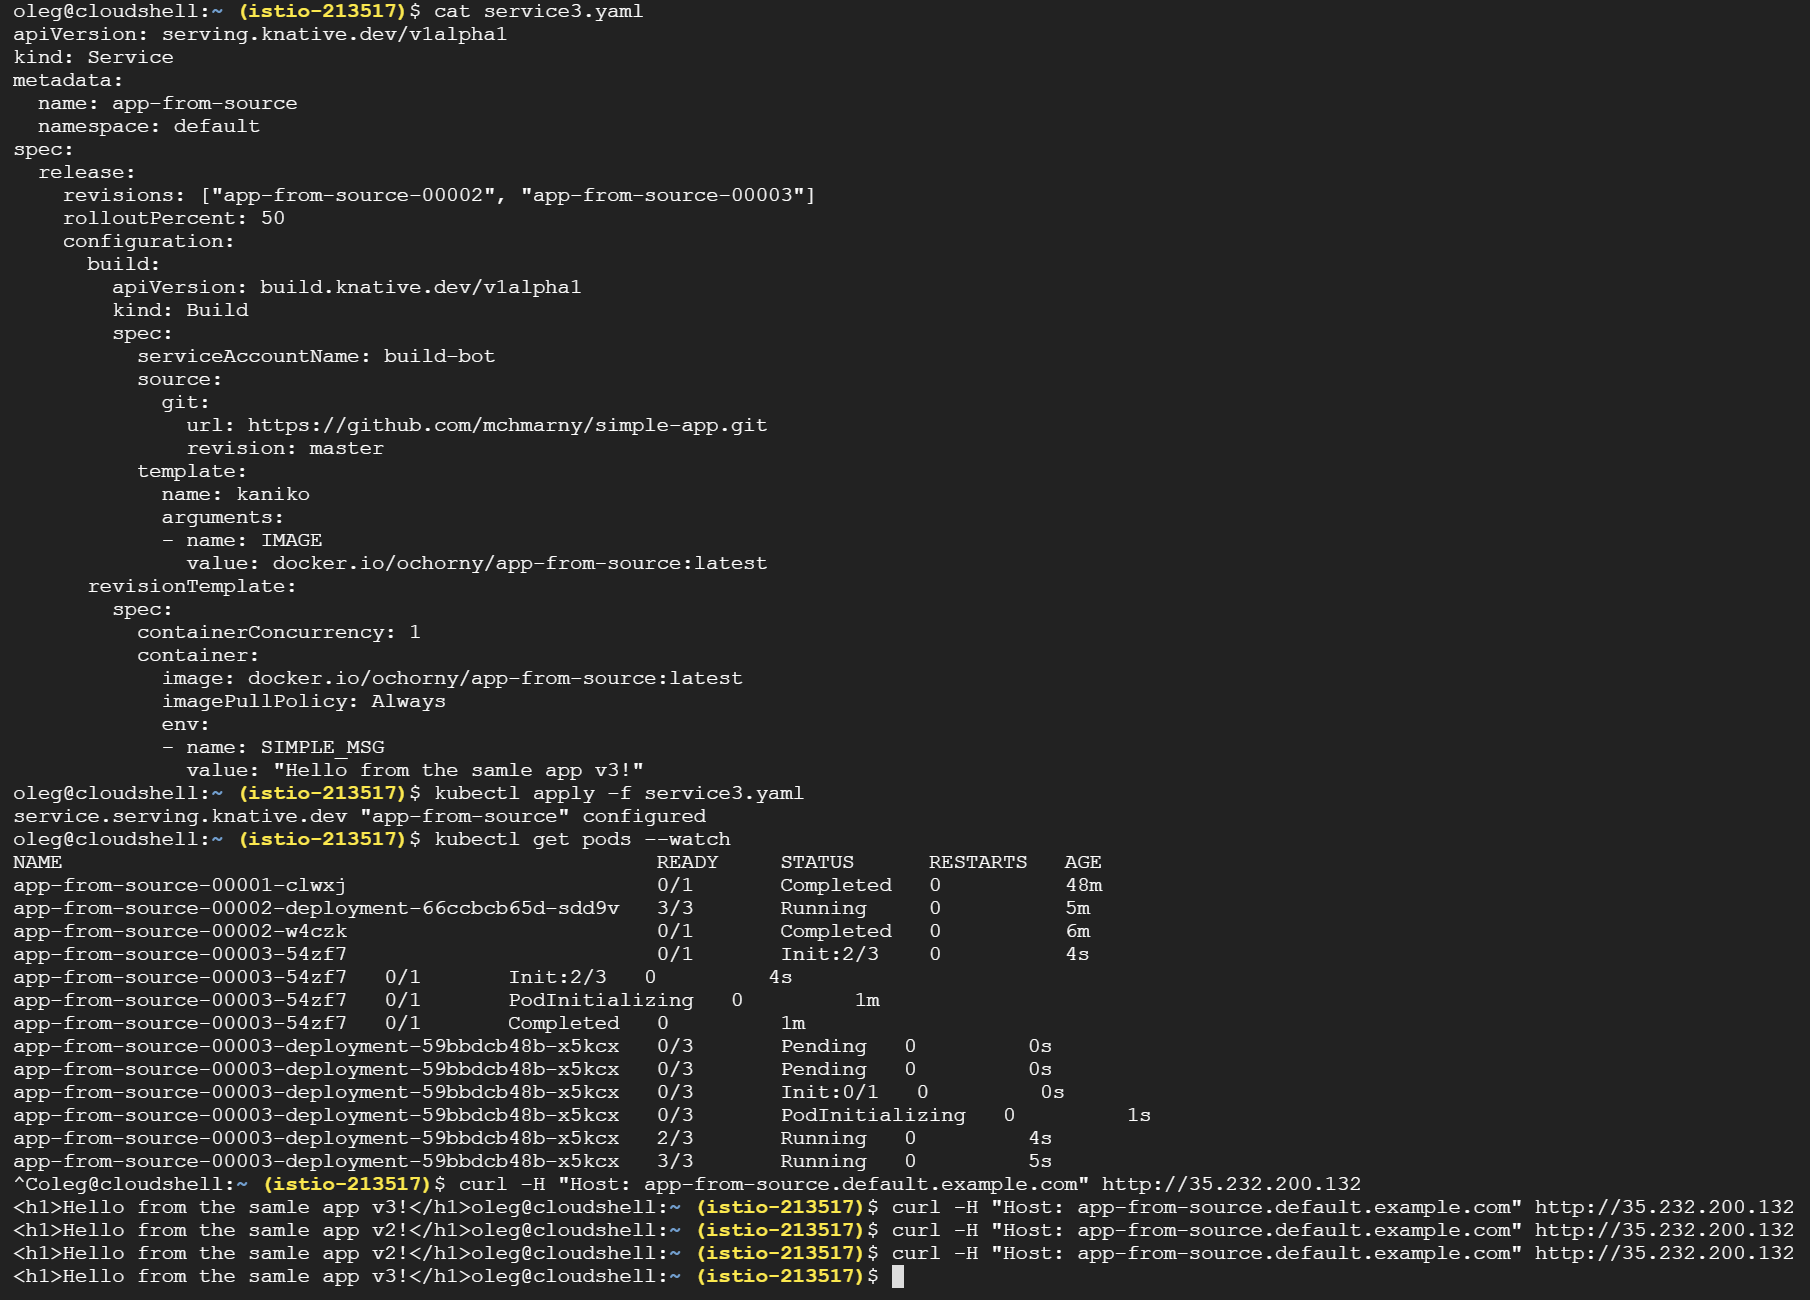 oleg@cloudshell:~ (istio-213517)$ cat service3.yaml
apiVersion: serving.knative.dev/v1alpha1
kind: Service
metadata:
  name: app-from-source
  namespace: default
spec:
  release:
    revisions: ["app-from-source-00002", "app-from-source-00003"]
    rolloutPercent: 50
    configuration:
      build:
        apiVersion: build.knative.dev/v1alpha1
        kind: Build
        spec:
          serviceAccountName: build-bot
          source:
            git:
              url: https://github.com/mchmarny/simple-app.git
              revision: master
          template:
            name: kaniko
            arguments:
            - name: IMAGE
              value: docker.io/ochorny/app-from-source:latest
      revisionTemplate:
        spec:
          containerConcurrency: 1
          container:
            image: docker.io/ochorny/app-from-source:latest
            imagePullPolicy: Always
            env:
            - name: SIMPLE_MSG
              value: "Hello from the samle app v3!"
oleg@cloudshell:~ (istio-213517)$ kubectl apply -f service3.yaml
service.serving.knative.dev "app-from-source" configured
oleg@cloudshell:~ (istio-213517)$ kubectl get pods --watch
NAME                                                READY     STATUS      RESTARTS   AGE
app-from-source-00001-clwxj                         0/1       Completed   0          48m
app-from-source-00002-deployment-66ccbcb65d-sdd9v   3/3       Running     0          5m
app-from-source-00002-w4czk                         0/1       Completed   0          6m
app-from-source-00003-54zf7                         0/1       Init:2/3    0          4s
app-from-source-00003-54zf7   0/1       Init:2/3   0         4s
app-from-source-00003-54zf7   0/1       PodInitializing   0         1m
app-from-source-00003-54zf7   0/1       Completed   0         1m
app-from-source-00003-deployment-59bbdcb48b-x5kcx   0/3       Pending   0         0s
app-from-source-00003-deployment-59bbdcb48b-x5kcx   0/3       Pending   0         0s
app-from-source-00003-deployment-59bbdcb48b-x5kcx   0/3       Init:0/1   0         0s
app-from-source-00003-deployment-59bbdcb48b-x5kcx   0/3       PodInitializing   0         1s
app-from-source-00003-deployment-59bbdcb48b-x5kcx   2/3       Running   0         4s
app-from-source-00003-deployment-59bbdcb48b-x5kcx   3/3       Running   0         5s
^Coleg@cloudshell:~ (istio-213517)$ curl -H "Host: app-from-source.default.example.com" http://35.232.200.132
<h1>Hello from the samle app v3!</h1>oleg@cloudshell:~ (istio-213517)$ curl -H "Host: app-from-source.default.example.com" http://35.232.200.132
<h1>Hello from the samle app v2!</h1>oleg@cloudshell:~ (istio-213517)$ curl -H "Host: app-from-source.default.example.com" http://35.232.200.132
<h1>Hello from the samle app v2!</h1>oleg@cloudshell:~ (istio-213517)$ curl -H "Host: app-from-source.default.example.com" http://35.232.200.132
<h1>Hello from the samle app v3!</h1>oleg@cloudshell:~ (istio-213517)$